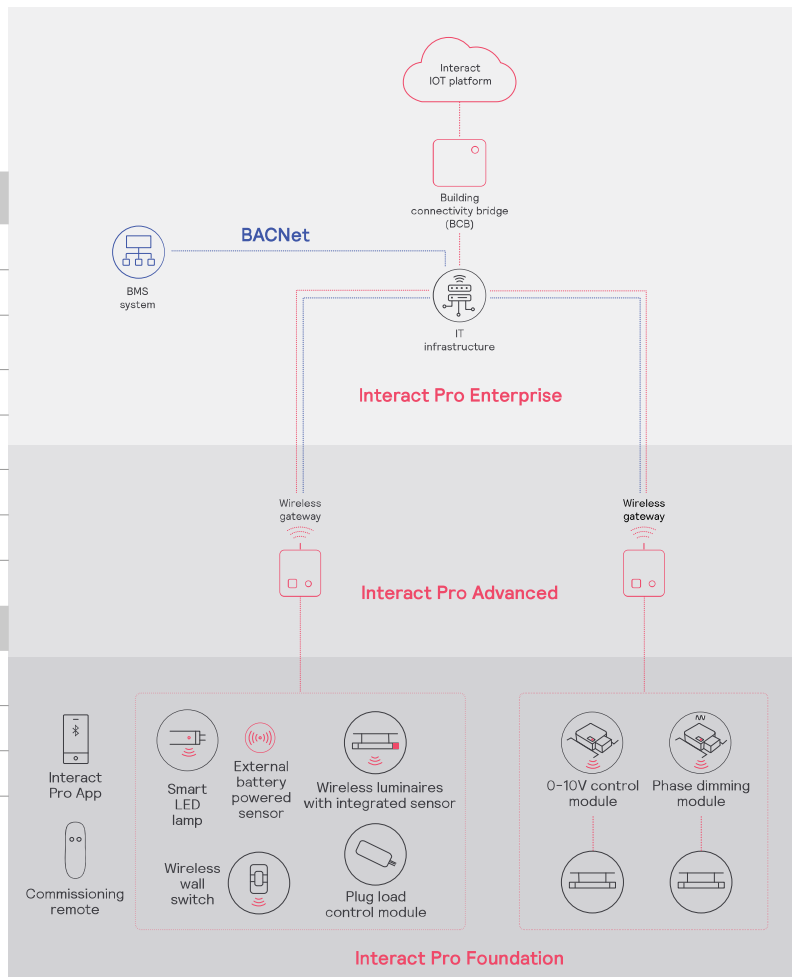 Interact
IOT platform
Building
connectivity bridge
(BCB)
BACNet
BMS
system
IT
infrastructure
Interact Pro Enterprise
Wireless
gateway
Wireless
gateway
Interact Pro Advanced
Interact
Pro App
Commissioning
remote
Smart
LED
lamp
External
battery
powered
sensor
Wireless luminaires
with integrated sensor
Wireless
wall
switch
Plug load
control module
0-10V control
module
Phase dimming
module
Interact Pro Foundation